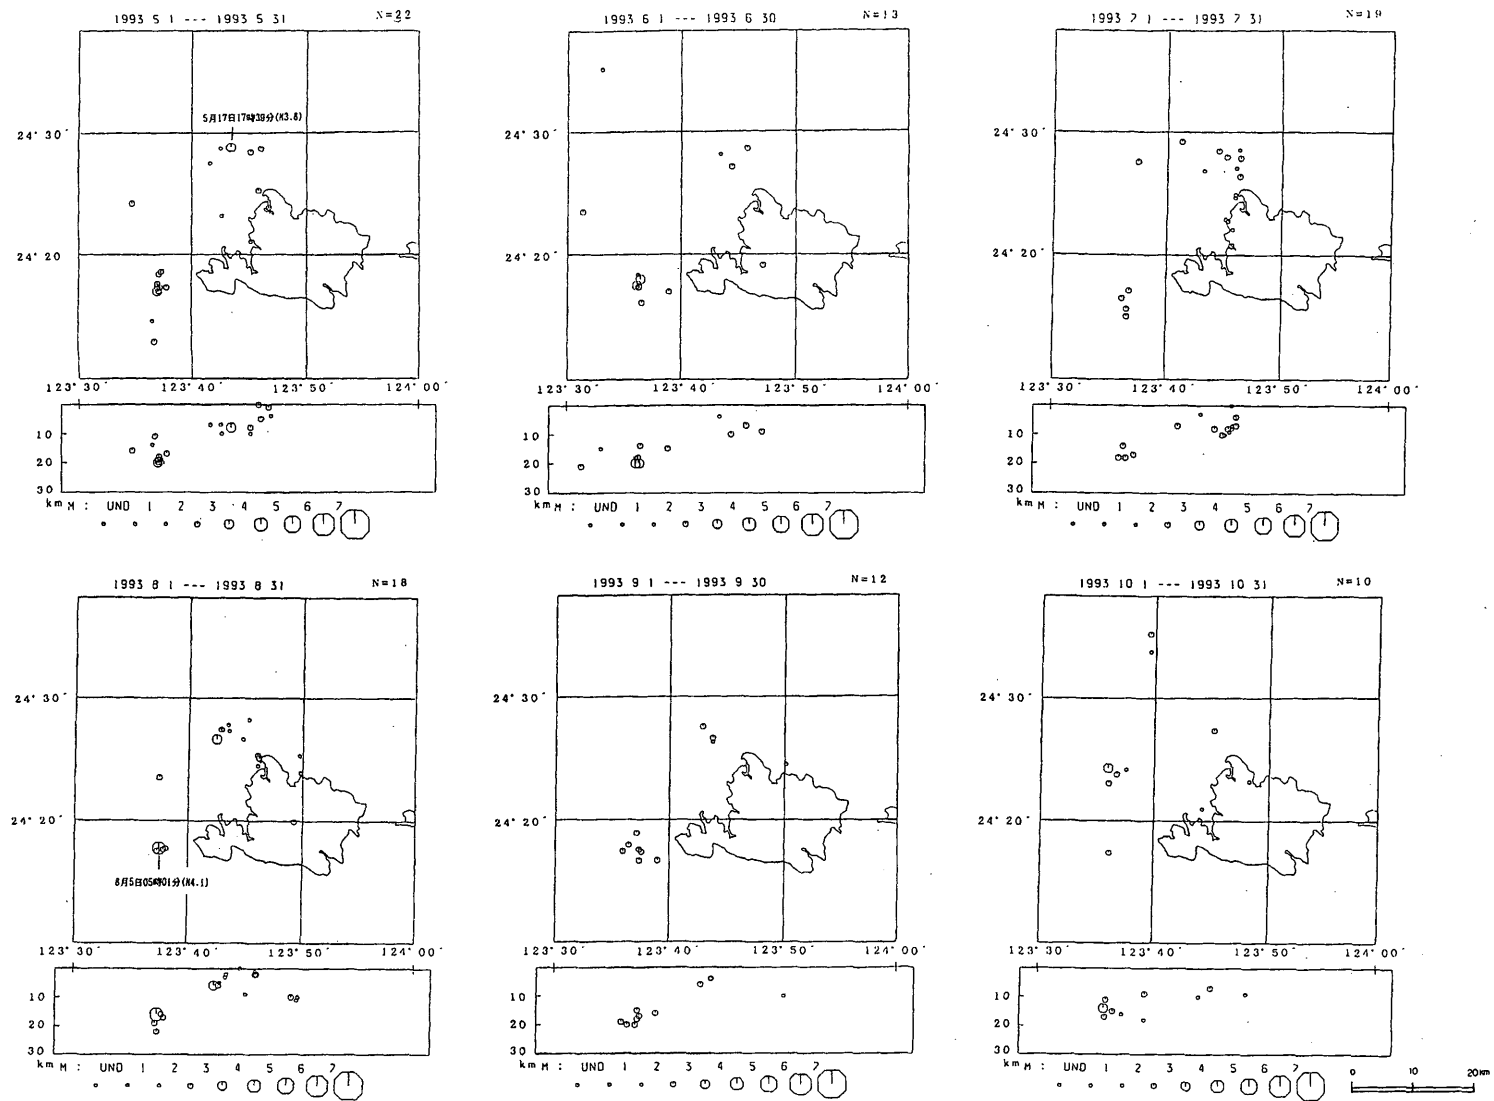 1993 5 1 --- 1993 5 31 N=22
5月17日17時39分(M3.8)
24° 30'
24° 20'
123° 30' 123° 40' 123° 50' 124° 00'
10
20
30
km M : UND 1 2 3 4 5 6 7
1993 6 1 --- 1993 6 30 N=13
24° 30'
24° 20'
123° 30' 123° 40' 123° 50' 124° 00'
10
20
30
km M : UND 1 2 3 4 5 6 7
1993 7 1 --- 1993 7 31 N=19
24° 30'
24° 20'
123° 30' 123° 40' 123° 50' 124° 00'
10
20
30
km M : UND 1 2 3 4 5 6 7
1993 8 1 --- 1993 8 31 N=18
24° 30'
24° 20'
8月5日05時01分(M4.1)
123° 30' 123° 40' 123° 50' 124° 00'
10
20
30
km M : UND 1 2 3 4 5 6 7
1993 9 1 --- 1993 9 30 N=12
24° 30'
24° 20'
123° 30' 123° 40' 123° 50' 124° 00'
10
20
30
km M : UND 1 2 3 4 5 6 7
1993 10 1 --- 1993 10 31 N=10
24° 30'
24° 20'
123° 30' 123° 40' 123° 50' 124° 00'
10
20
30
km M : UND 1 2 3 4 5 6 7
0 10 20km